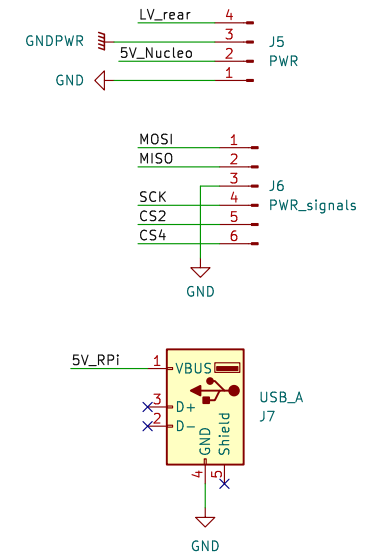 LV_rear 4
GNDPWR 3 J5
5V_Nucleo 2 PWR
GND 1
MOSI 1
MISO 2
3 J6
SCK 4 PWR_signals
CS2 5
CS4 6
GND
5V_RPi 1 VBUS
USB_A
3 D+ J7
2 D-
GND Shield
4 5
GND